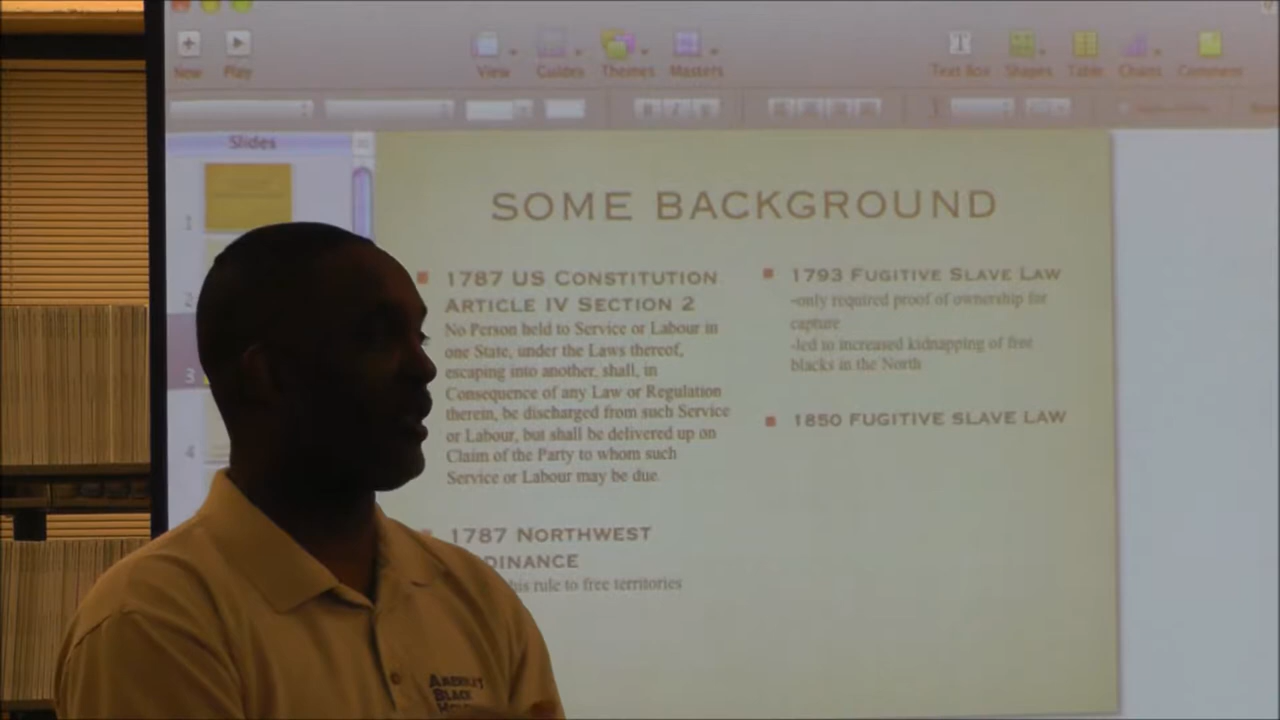 New Play View Guides Themes Masters Text Box Shapes Table Charts Comment
Slides
1
2
3
4
SOME BACKGROUND
1787 US CONSTITUTION
ARTICLE IV SECTION 2
No Person held to Service or Labour in
one State, under the Laws thereof,
escaping into another, shall, in
Consequence of any Law or Regulation
therein, be discharged from such Service
or Labour, but shall be delivered up on
Claim of the Party to whom such
Service or Labour may be due.
1787 NORTHWEST
DINANCE
his rule to free territories
1793 FUGITIVE SLAVE LAW
-only required proof of ownership for
capture
-led to increased kidnapping of free
blacks in the North
1850 FUGITIVE SLAVE LAW
BLACK